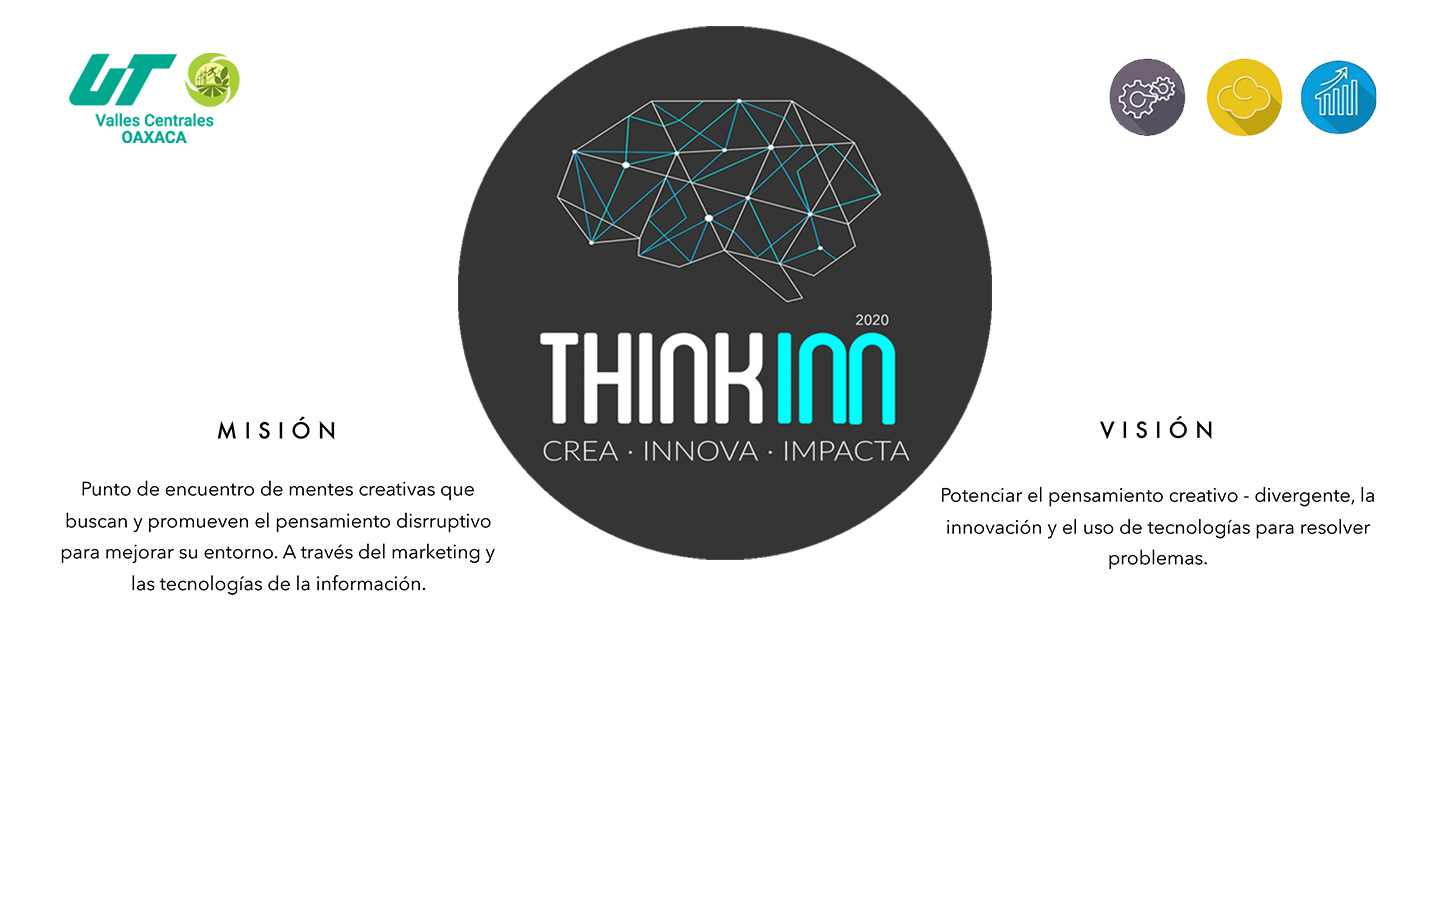 UT
Valles Centrales
OAXACA
2020
THINK INN
CREA · INNOVA · IMPACTA
MISIÓN
Punto de encuentro de mentes creativas que
buscan y promueven el pensamiento disrruptivo
para mejorar su entorno. A través del marketing y
las tecnologías de la información.
VISIÓN
Potenciar el pensamiento creativo - divergente, la
innovación y el uso de tecnologías para resolver
problemas.